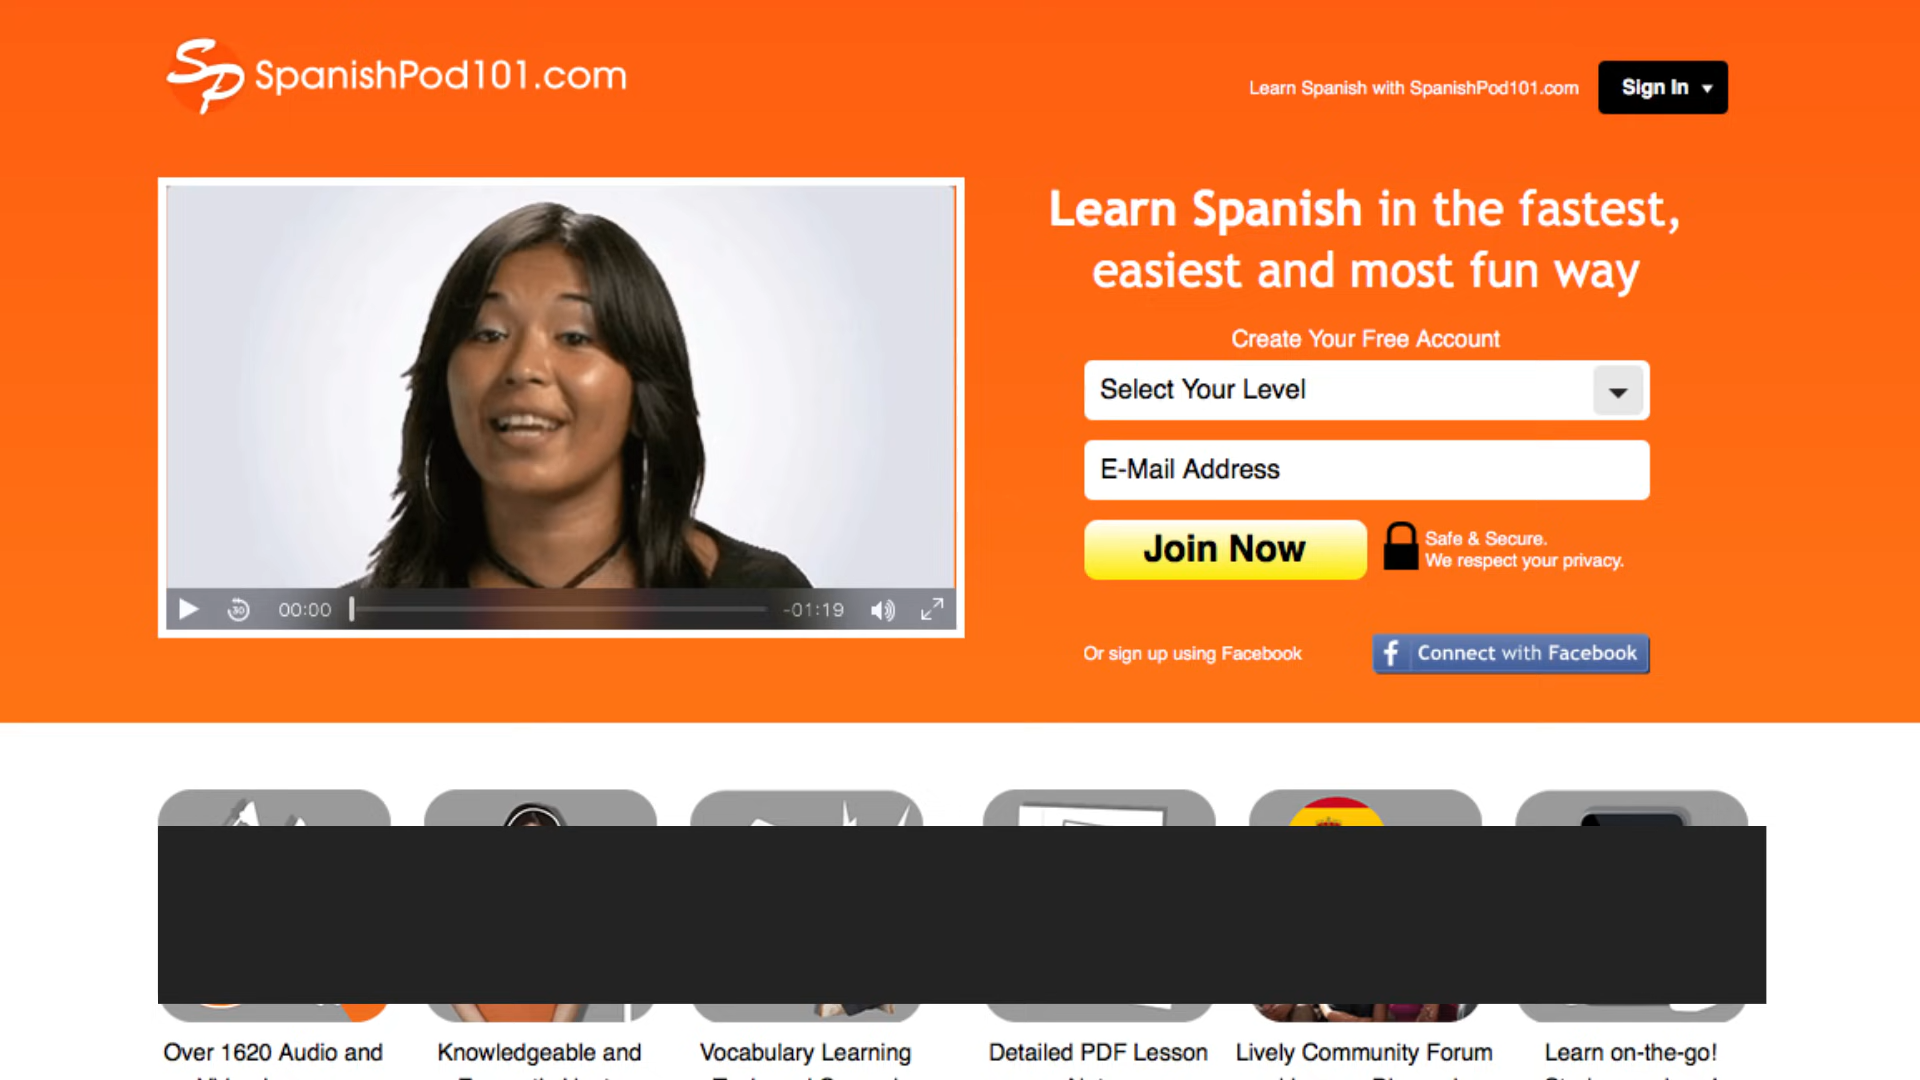 SP SpanishPod101.com
Learn Spanish with SpanishPod101.com
Sign In
Learn Spanish in the fastest,
easiest and most fun way
Create Your Free Account
Select Your Level
E-Mail Address
Join Now
Safe & Secure.
We respect your privacy.
30
00:00
-01:19
Or sign up using Facebook
f Connect with Facebook
Over 1620 Audio and
Knowledgeable and
Vocabulary Learning
Detailed PDF Lesson
Lively Community Forum
Learn on-the-go!